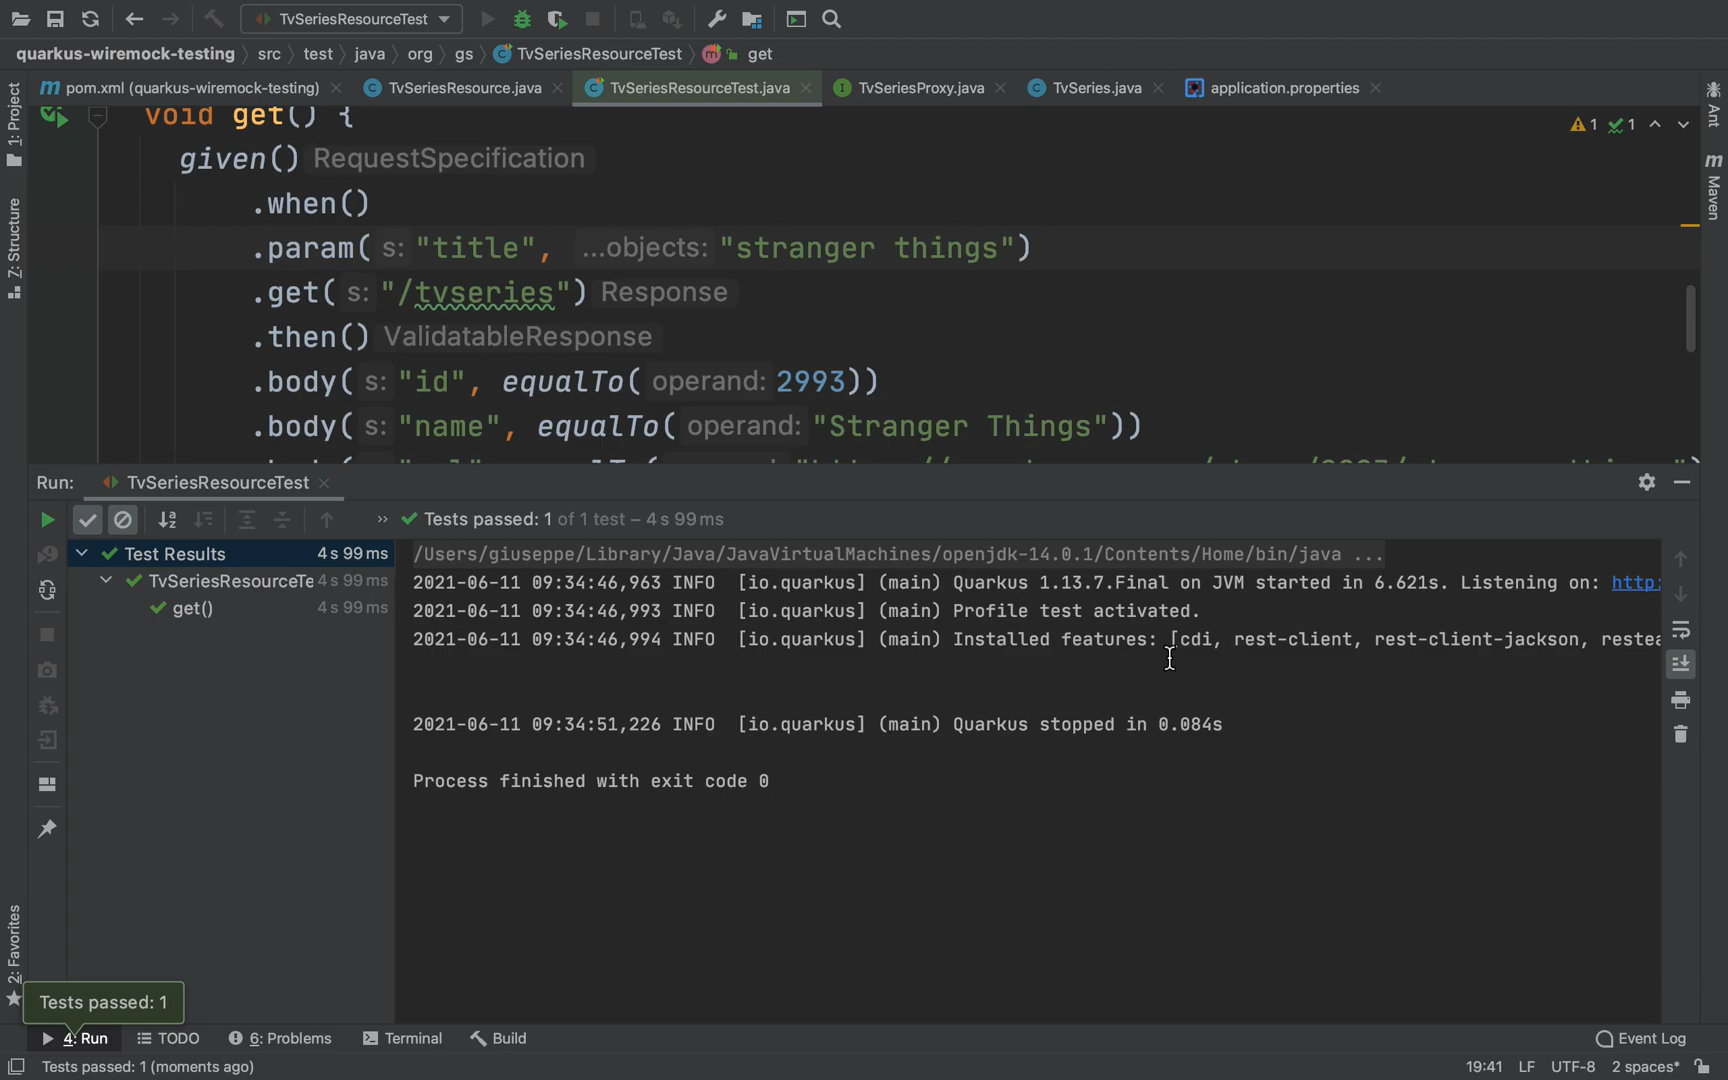 TvSeriesResourceTest
quarkus-wiremock-testing src test java org gs TvSeriesResourceTest get
pom.xml (quarkus-wiremock-testing) TvSeriesResource.java TvSeriesResourceTest.java TvSeriesProxy.java TvSeries.java application.properties
1: Project
7: Structure
2: Favorites
Ant
Maven
void get() {
1 1
given() RequestSpecification
.when()
.param( s: "title", ...objects: "stranger things")
.get( s: "/tvseries") Response
.then() ValidatableResponse
.body( s: "id", equalTo( operand: 2993))
.body( s: "name", equalTo( operand: "Stranger Things"))
Run: TvSeriesResourceTest
» Tests passed: 1 of 1 test – 4 s 99 ms
Test Results 4 s 99 ms
TvSeriesResourceTe 4 s 99 ms
get() 4 s 99 ms
/Users/giuseppe/Library/Java/JavaVirtualMachines/openjdk-14.0.1/Contents/Home/bin/java ...
2021-06-11 09:34:46,963 INFO [io.quarkus] (main) Quarkus 1.13.7.Final on JVM started in 6.621s. Listening on: http:
2021-06-11 09:34:46,993 INFO [io.quarkus] (main) Profile test activated.
2021-06-11 09:34:46,994 INFO [io.quarkus] (main) Installed features: [cdi, rest-client, rest-client-jackson, restea
2021-06-11 09:34:51,226 INFO [io.quarkus] (main) Quarkus stopped in 0.084s
Process finished with exit code 0
Tests passed: 1
4: Run TODO 6: Problems Terminal Build Event Log
Tests passed: 1 (moments ago) 19:41 LF UTF-8 2 spaces*